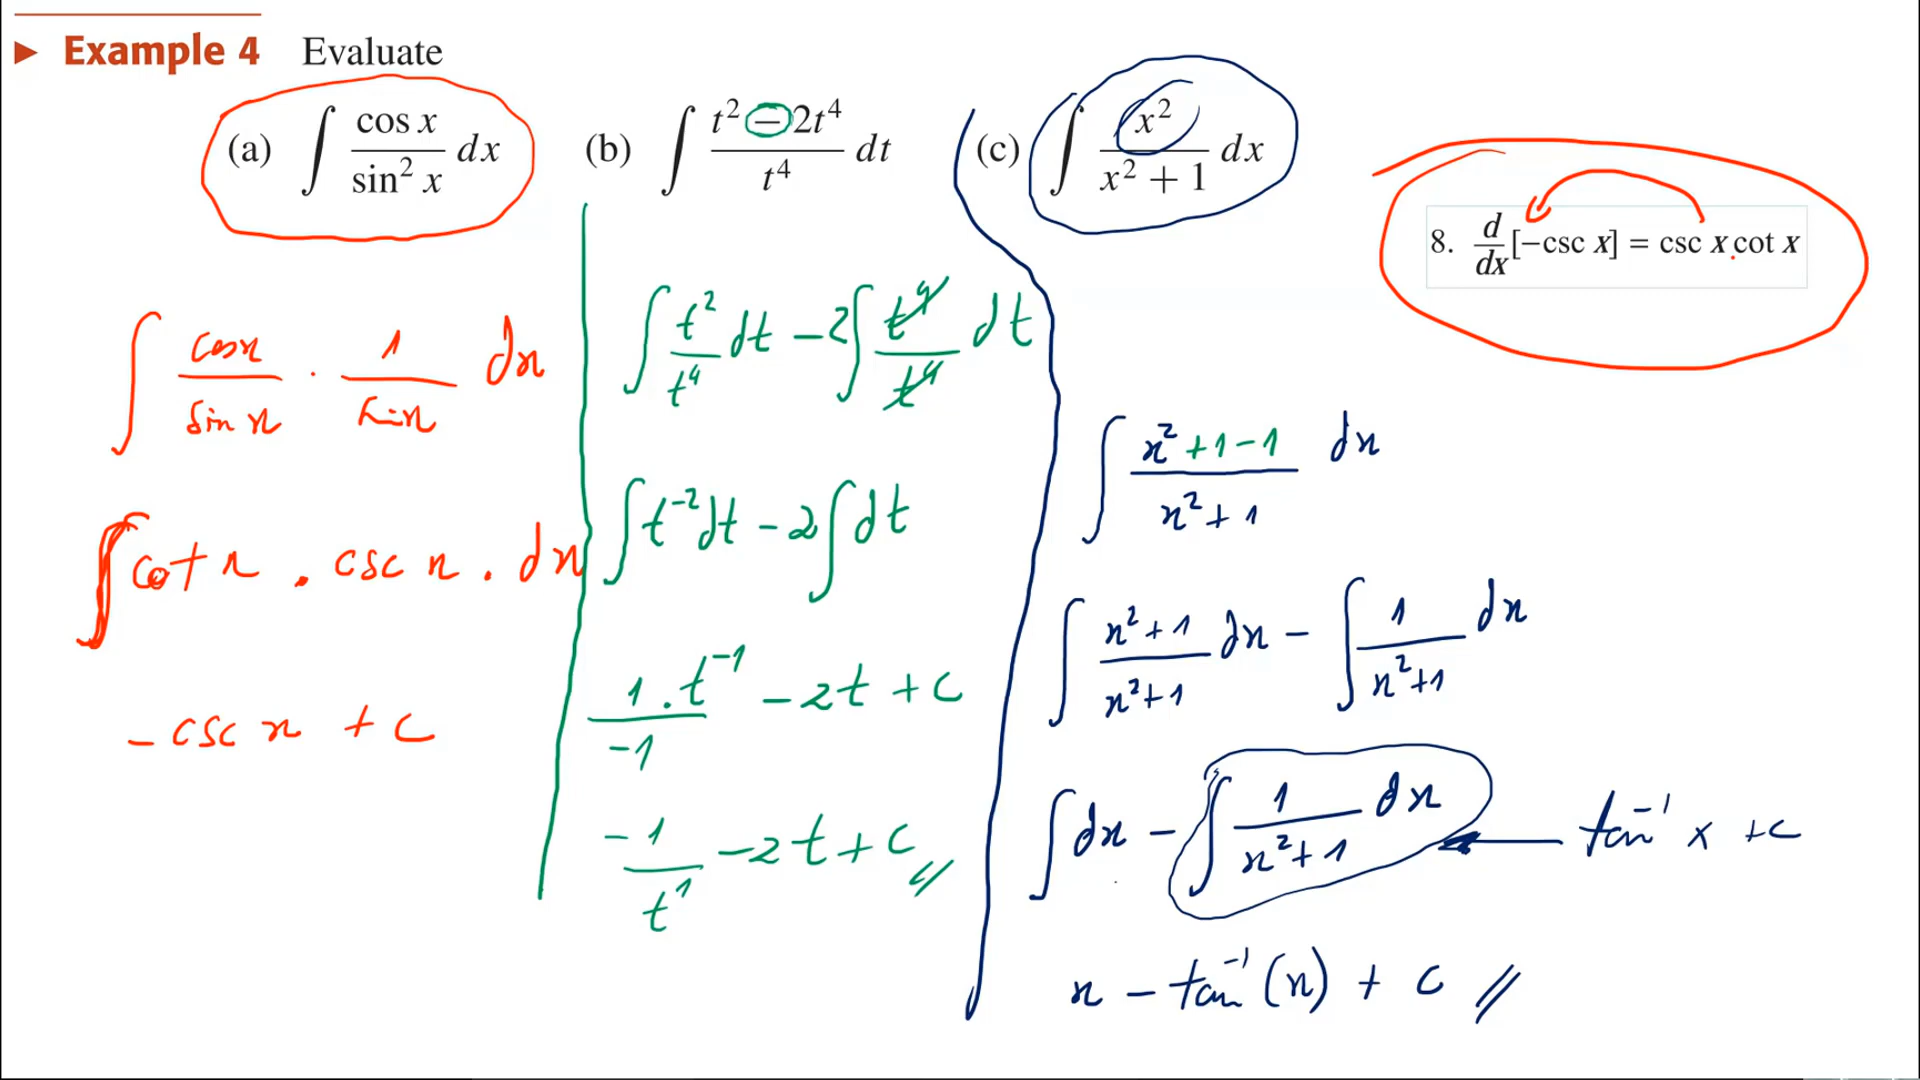 ► Example 4 Evaluate
(a) ∫ cos x / sin² x dx (b) ∫ t² − 2t⁴ / t⁴ dt (c) ∫ x² / x² + 1 dx
8. d/dx [−csc x] = csc x cot x
∫ cosx / sin x · 1 / sin x dx
∫ cot x . csc x . dx
− csc x + c
∫ t² / t⁴ dt − 2∫ t⁴ / t⁴ dt
∫ t⁻² dt − 2∫ dt
1 . t⁻¹ / −1 − 2t + c
−1 / t¹ − 2t + c //
∫ x² + 1 − 1 / x² + 1 dx
∫ x² + 1 / x² + 1 dx − ∫ 1 / x² + 1 dx
∫ dx − ∫ 1 / x² + 1 dx ← tan⁻¹ x + c
x − tan⁻¹ (x) + c //